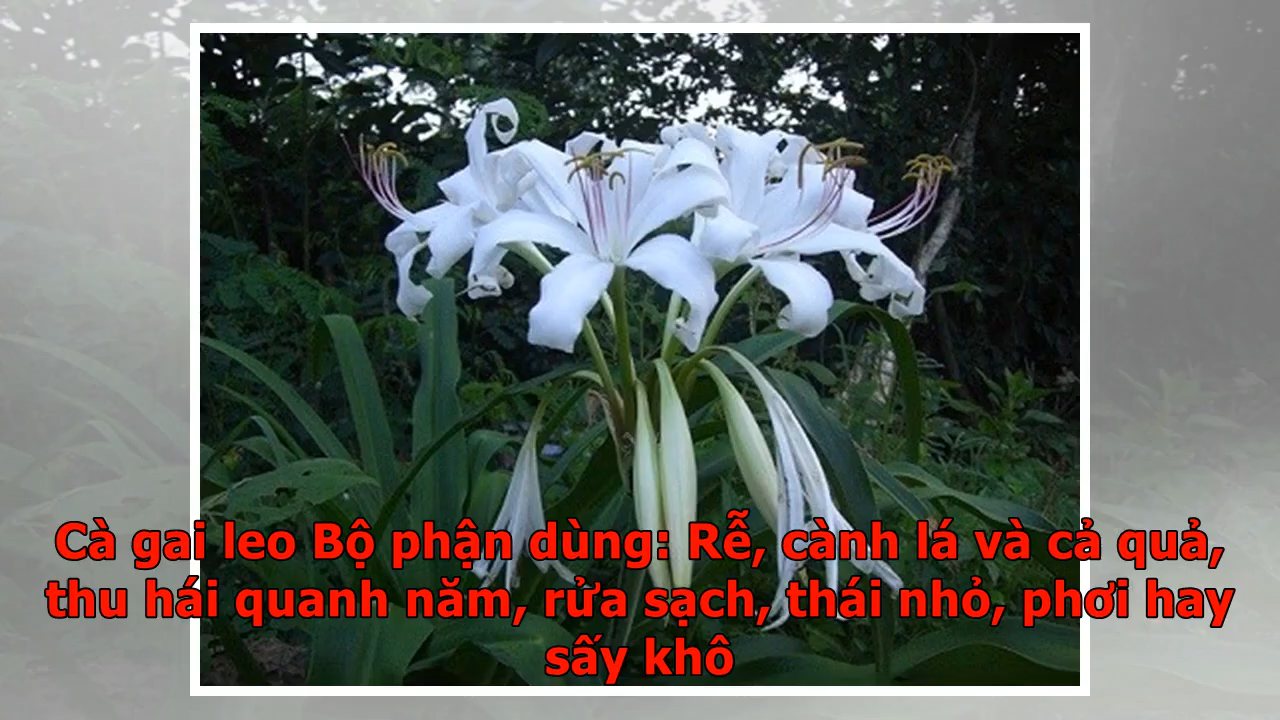 Cà gai leo Bộ phận dùng: Rễ, cành lá và cả quả,
thu hái quanh năm, rửa sạch, thái nhỏ, phơi hay
sấy khô